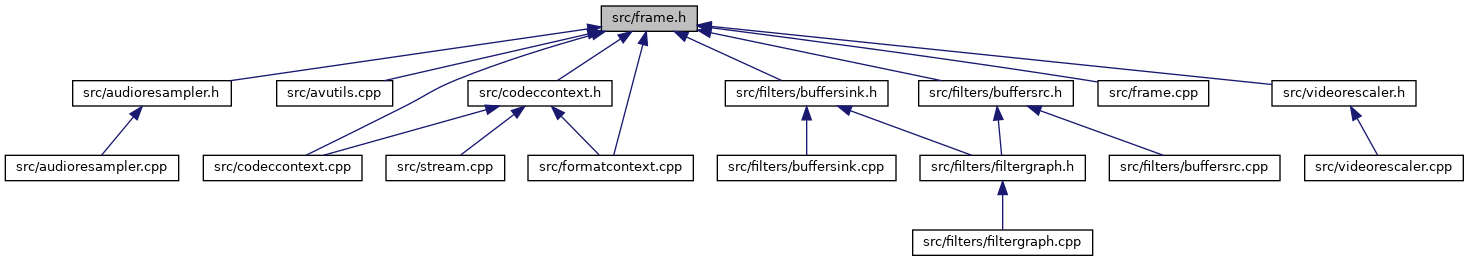 src/frame.h
src/audioresampler.h
src/avutils.cpp
src/codeccontext.h
src/filters/buffersink.h
src/filters/buffersrc.h
src/frame.cpp
src/videorescaler.h
src/audioresampler.cpp
src/codeccontext.cpp
src/stream.cpp
src/formatcontext.cpp
src/filters/buffersink.cpp
src/filters/filtergraph.h
src/filters/buffersrc.cpp
src/videorescaler.cpp
src/filters/filtergraph.cpp